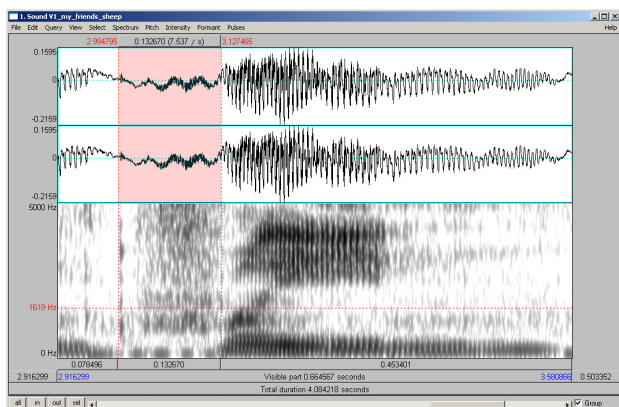 1. Sound V1_my_friends_sheep
File Edit Query View Select Spectrum Pitch Intensity Formant Pulses Help
2.994795 0.132670 (7.537 / s) 3.127465
0.1595
0
-0.2159
0.1595
0
-0.2159
5000 Hz
1619 Hz
0 Hz
0.078496 0.132670 0.453401
2.916299 2.916299 Visible part 0.664567 seconds 3.580866 0.503352
Total duration 4.084218 seconds
all in out sel Group